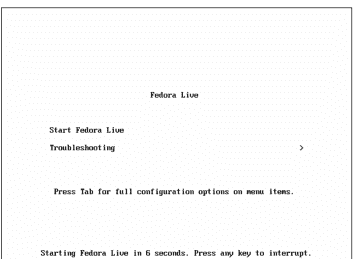 Fedora Live
Start Fedora Live
Troubleshooting >
Press Tab for full configuration options on menu items.
Starting Fedora Live in 6 seconds. Press any key to interrupt.